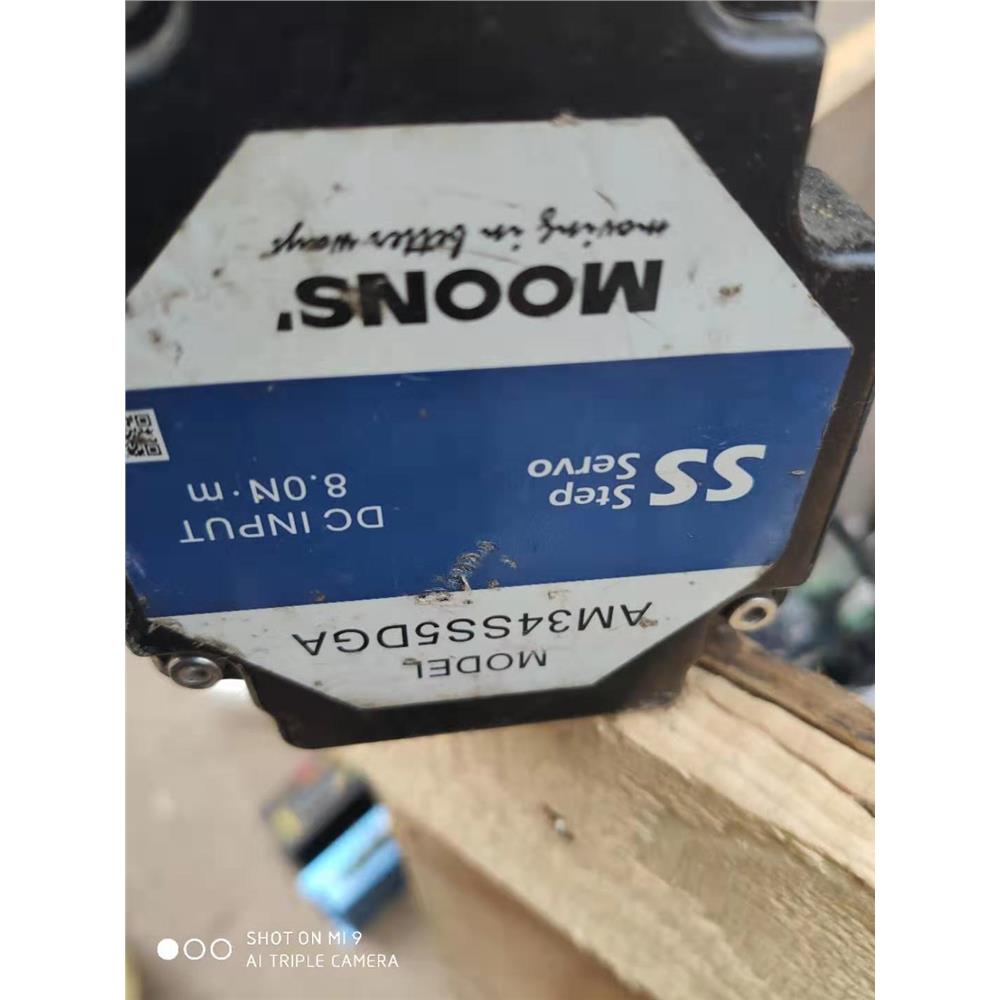 MODEL
AM34SS5DGA
DC INPUT
8.0N·m
SS Step
Servo
MOONS'
moving in better ways
SHOT ON MI 9
AI TRIPLE CAMERA